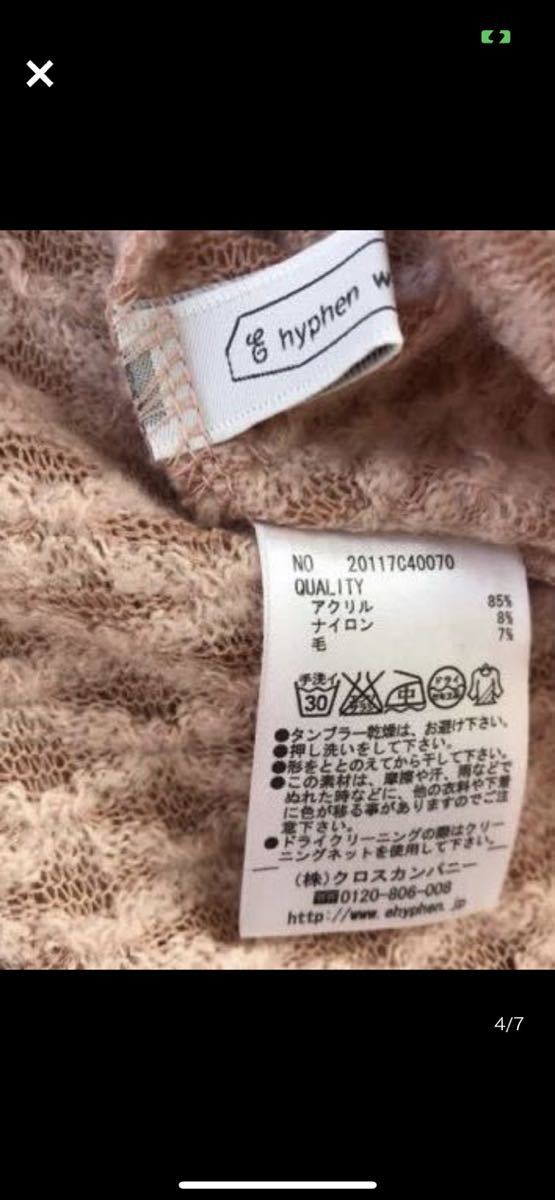 E hyphen w
NO 20117C40070
QUALITY
アクリル 85%
ナイロン 8%
毛 7%
手洗イ
30
中
ドライ
●タンブラー乾燥は、お避け下さい。
●押し洗いをして下さい。
●形をととのえてから干して下さい。
●この素材は、摩擦や汗、雨などで
ぬれた時などに、他の衣料や下着
に色が移る事がありますのでご注
意下さい。
●ドライクリーニングの際はクリー
ニングネットを使用して下さい。
(株)クロスカンパニー
0120-806-008
http://www.ehyphen.jp
4/7